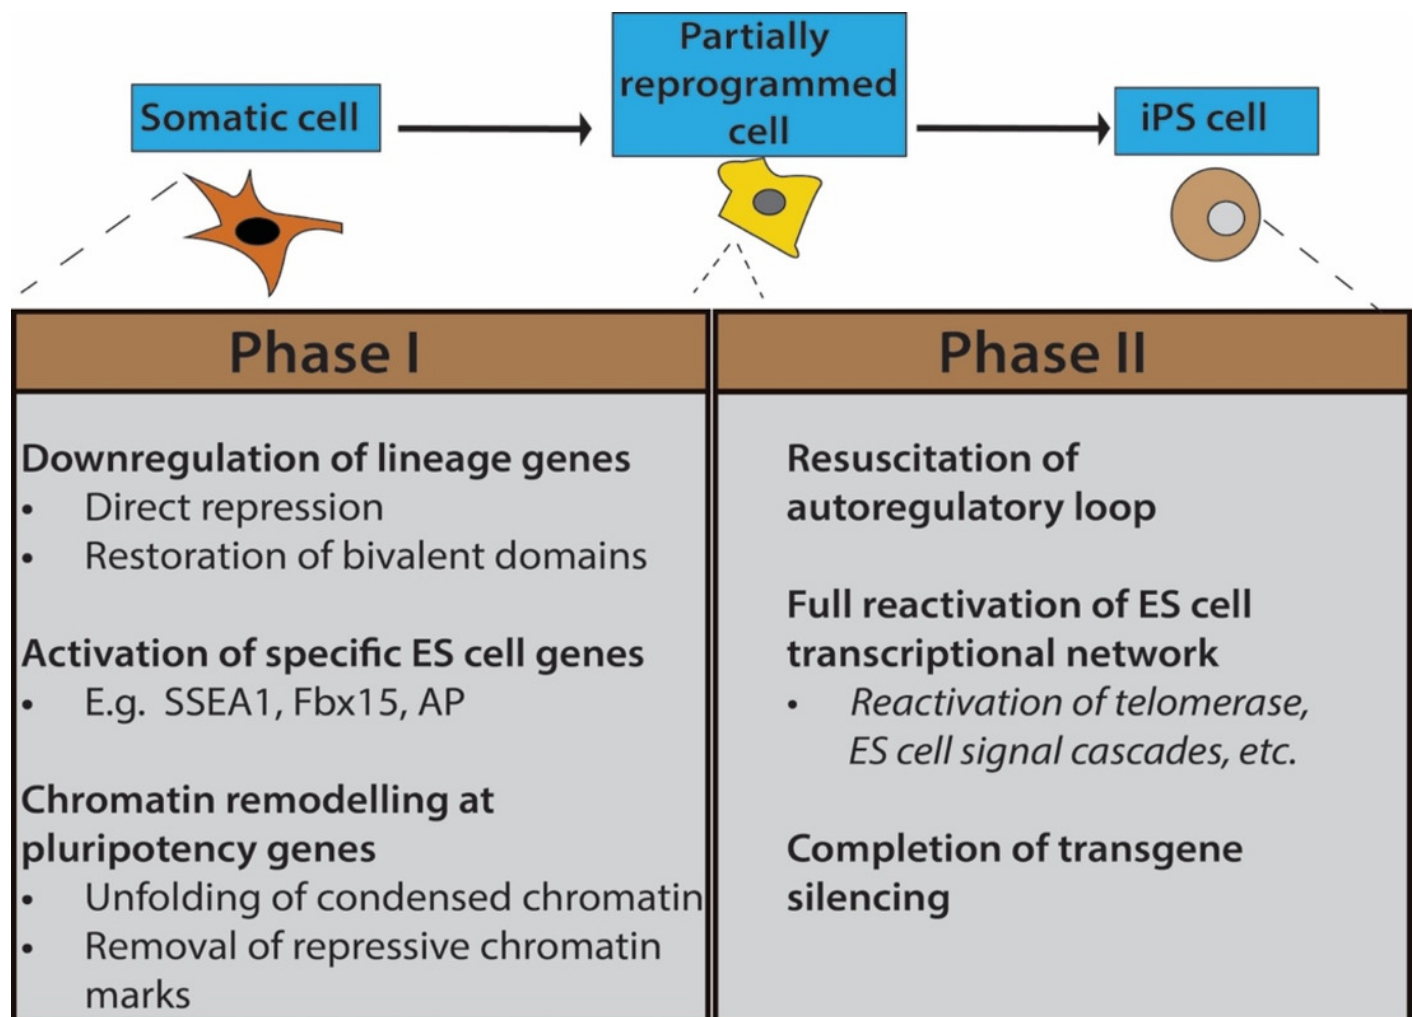 Somatic cell
Partially
reprogrammed
cell
iPS cell
Phase I
Downregulation of lineage genes
• Direct repression
• Restoration of bivalent domains
Activation of specific ES cell genes
• E.g. SSEA1, Fbx15, AP
Chromatin remodelling at
pluripotency genes
• Unfolding of condensed chromatin
• Removal of repressive chromatin
marks
Phase II
Resuscitation of
autoregulatory loop
Full reactivation of ES cell
transcriptional network
• Reactivation of telomerase,
ES cell signal cascades, etc.
Completion of transgene
silencing